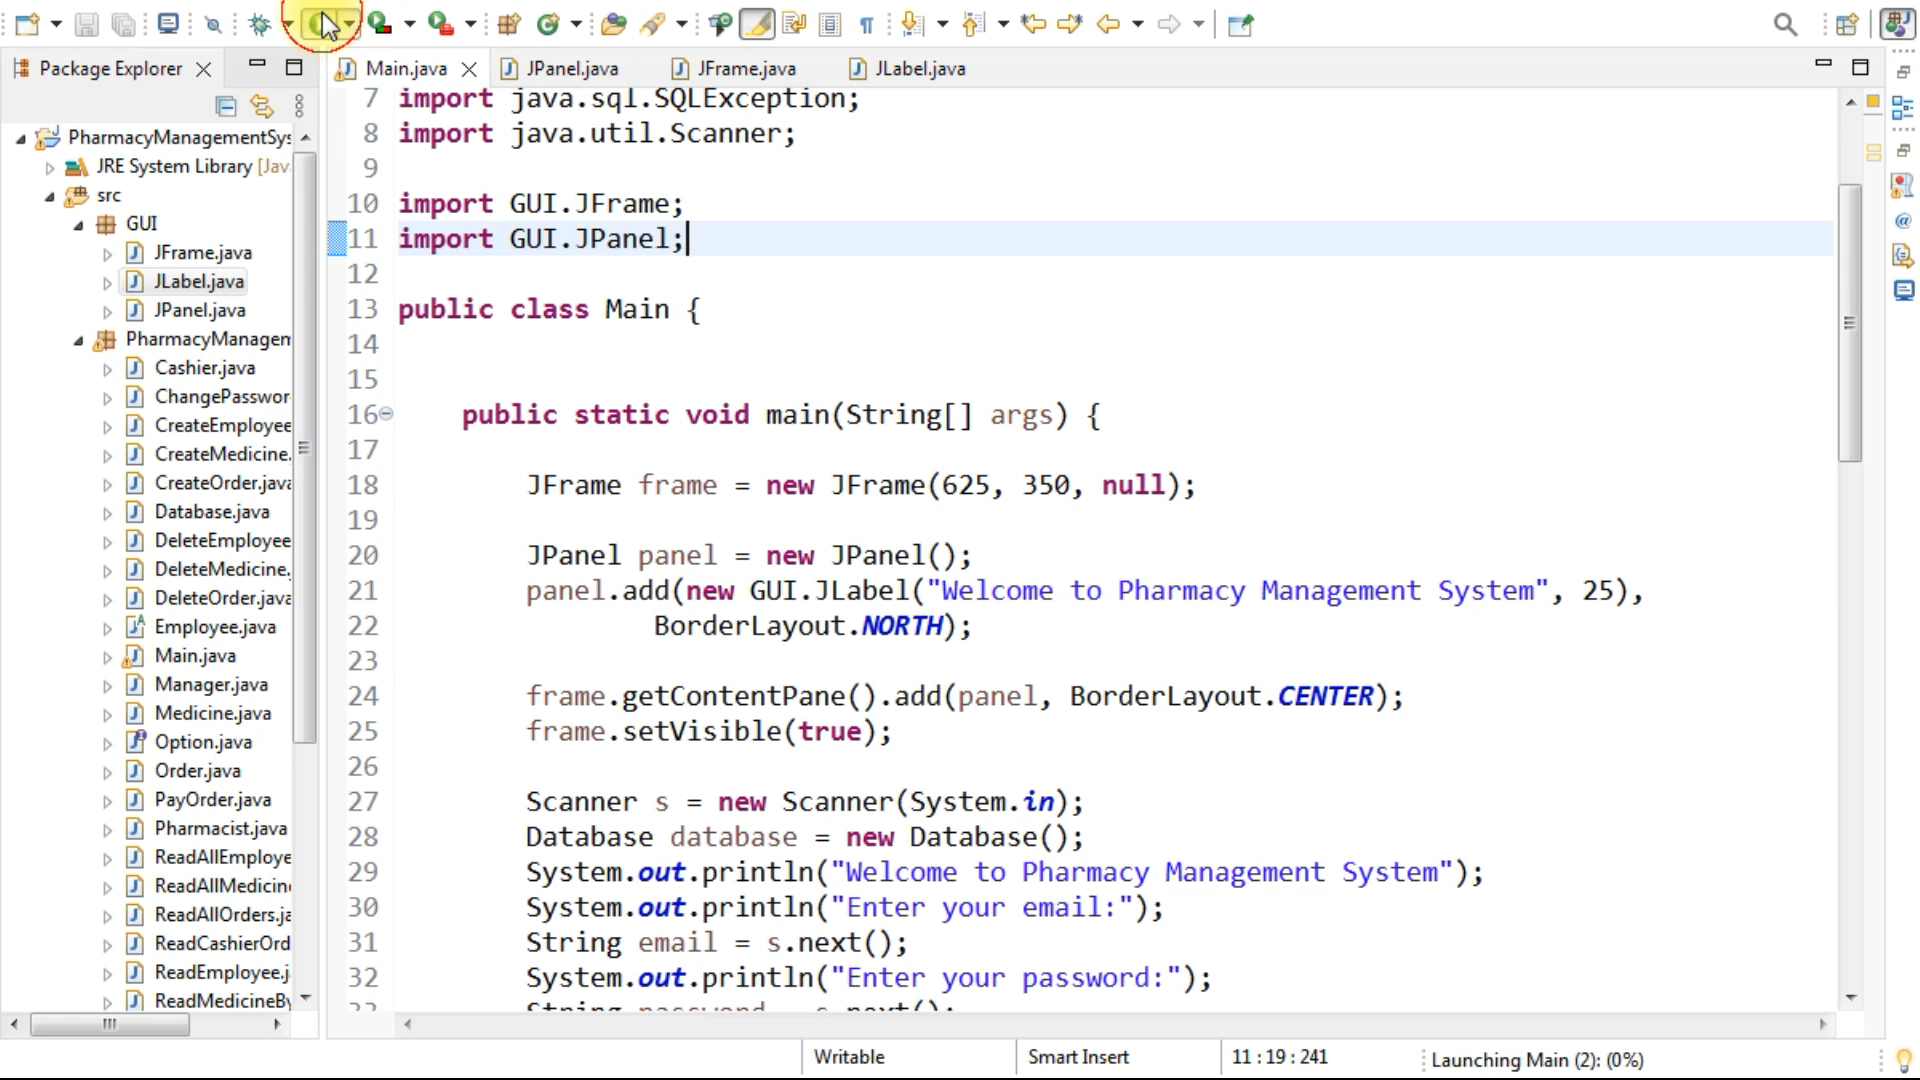 Package Explorer
Main.java
JPanel.java
JFrame.java
JLabel.java
PharmacyManagementSys
JRE System Library [Jav
src
GUI
JFrame.java
JLabel.java
JPanel.java
PharmacyManagem
Cashier.java
ChangePasswor
CreateEmployee
CreateMedicine.
CreateOrder.java
Database.java
DeleteEmployee
DeleteMedicine.
DeleteOrder.java
Employee.java
Main.java
Manager.java
Medicine.java
Option.java
Order.java
PayOrder.java
Pharmacist.java
ReadAllEmploye
ReadAllMedicin
ReadAllOrders.ja
ReadCashierOrd
ReadEmployee.j
ReadMedicineBy
7 import java.sql.SQLException;
8 import java.util.Scanner;
9
10 import GUI.JFrame;
11 import GUI.JPanel;
12
13 public class Main {
14
15
16 public static void main(String[] args) {
17
18 JFrame frame = new JFrame(625, 350, null);
19
20 JPanel panel = new JPanel();
21 panel.add(new GUI.JLabel("Welcome to Pharmacy Management System", 25),
22 BorderLayout.NORTH);
23
24 frame.getContentPane().add(panel, BorderLayout.CENTER);
25 frame.setVisible(true);
26
27 Scanner s = new Scanner(System.in);
28 Database database = new Database();
29 System.out.println("Welcome to Pharmacy Management System");
30 System.out.println("Enter your email:");
31 String email = s.next();
32 System.out.println("Enter your password:");
33 String password = s.next();
Writable
Smart Insert
11 : 19 : 241
Launching Main (2): (0%)